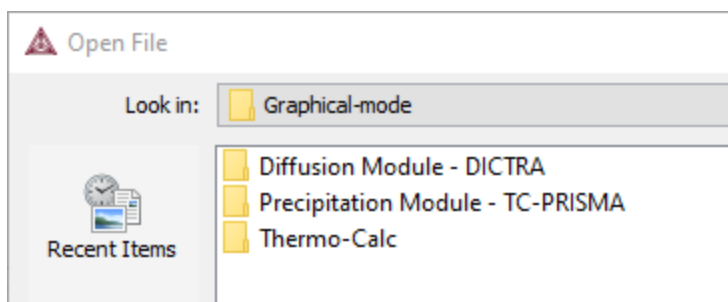 Open File
Look in: Graphical-mode
Diffusion Module - DICTRA
Precipitation Module - TC-PRISMA
Thermo-Calc
Recent Items